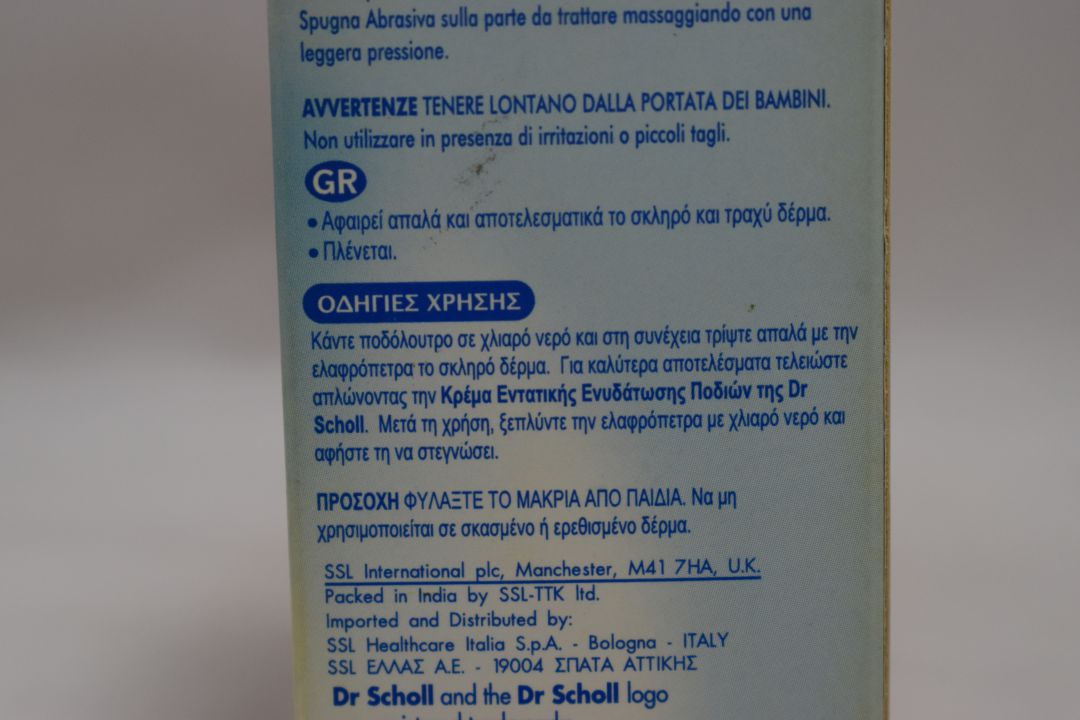 Spugna Abrasiva sulla parte da trattare massaggiando con una
leggera pressione.
AVVERTENZE TENERE LONTANO DALLA PORTATA DEI BAMBINI.
Non utilizzare in presenza di irritazioni o piccoli tagli.
GR
• Αφαιρεί απαλά και αποτελεσματικά το σκληρό και τραχύ δέρμα.
• Πλένεται.
ΟΔΗΓΙΕΣ ΧΡΗΣΗΣ
Κάντε ποδόλουτρο σε χλιαρό νερό και στη συνέχεια τρίψτε απαλά με την
ελαφρόπετρα το σκληρό δέρμα. Για καλύτερα αποτελέσματα τελειώστε
απλώνοντας την Κρέμα Εντατικής Ενυδάτωσης Ποδιών της Dr
Scholl. Μετά τη χρήση, ξεπλύντε την ελαφρόπετρα με χλιαρό νερό και
αφήστε τη να στεγνώσει.
ΠΡΟΣΟΧΗ ΦΥΛΑΞΤΕ ΤΟ ΜΑΚΡΙΑ ΑΠΟ ΠΑΙΔΙΑ. Να μη
χρησιμοποιείται σε σκασμένο ή ερεθισμένο δέρμα.
SSL International plc, Manchester, M41 7HA, U.K.
Packed in India by SSL-TTK ltd.
Imported and Distributed by:
SSL Healthcare Italia S.p.A. - Bologna - ITALY
SSL ΕΛΛΑΣ Α.Ε. - 19004 ΣΠΑΤΑ ΑΤΤΙΚΗΣ
Dr Scholl and the Dr Scholl logo